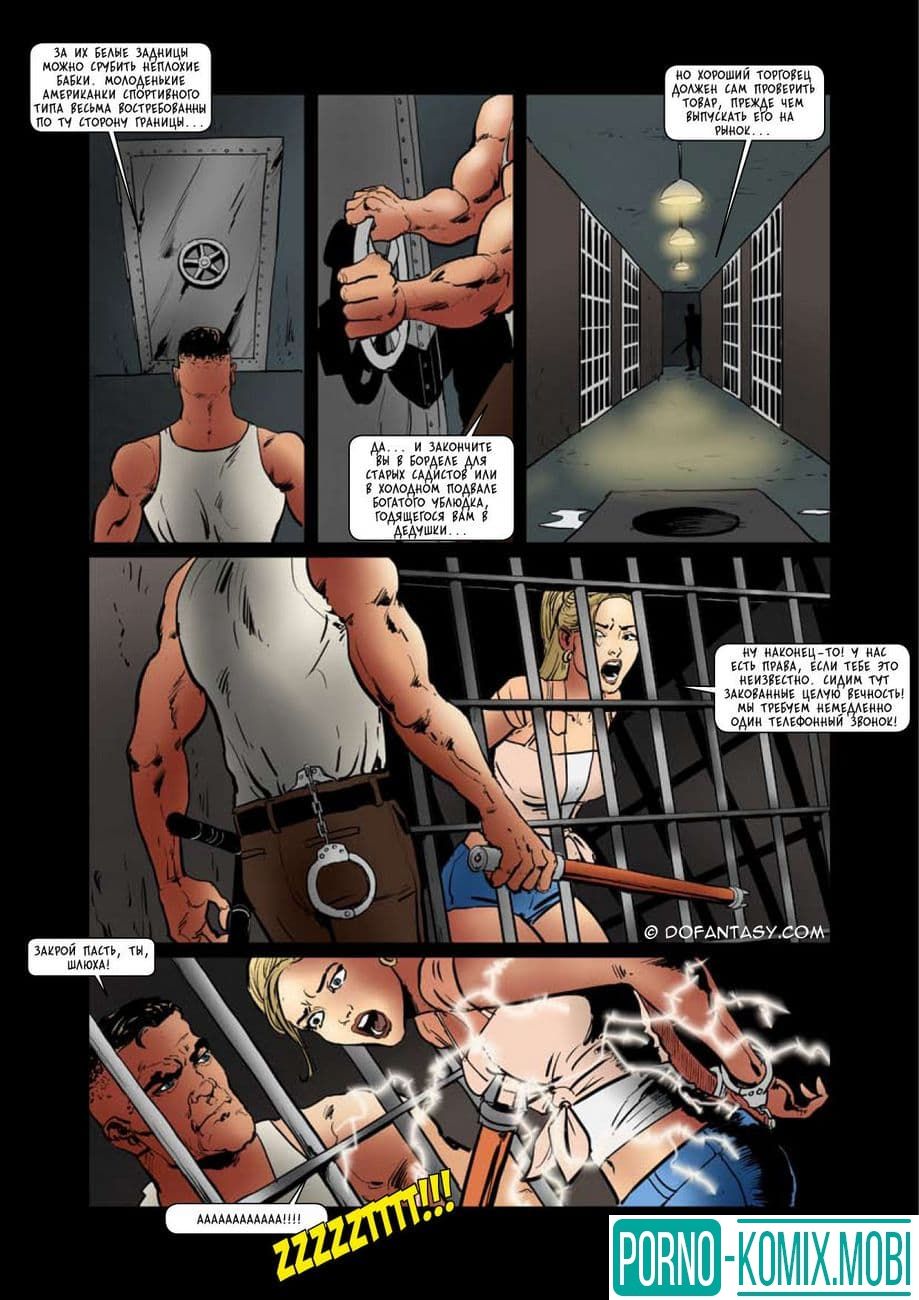 ЗА ИХ БЕЛЫЕ ЗАДНИЦЫ
МОЖНО СРУБИТЬ НЕПЛОХИЕ
БАБКИ. МОЛОДЕНЬКИЕ
АМЕРИКАНКИ СПОРТИВНОГО
ТИПА ВЕСЬМА ВОСТРЕБОВАННЫ
ПО ТУ СТОРОНУ ГРАНИЦЫ...
ДА... И ЗАКОНЧИТЕ
ВЫ В БОРДЕЛЕ ДЛЯ
СТАРЫХ САДИСТОВ ИЛИ
В ХОЛОДНОМ ПОДВАЛЕ
БОГАТОГО УБЛЮДКА,
ГОДЯЩЕГОСЯ ВАМ В
ДЕДУШКИ...
НО ХОРОШИЙ ТОРГОВЕЦ
ДОЛЖЕН САМ ПРОВЕРИТЬ
ТОВАР, ПРЕЖДЕ ЧЕМ
ВЫПУСКАТЬ ЕГО НА
РЫНОК...
НУ НАКОНЕЦ-ТО! У НАС
ЕСТЬ ПРАВА, ЕСЛИ ТЕБЕ ЭТО
НЕИЗВЕСТНО. СИДИМ ТУТ
ЗАКОВАННЫЕ ЦЕЛУЮ ВЕЧНОСТЬ!
МЫ ТРЕБУЕМ НЕМЕДЛЕННО
ОДИН ТЕЛЕФОННЫЙ ЗВОНОК!
© DOFANTASY.COM
ЗАКРОЙ ПАСТЬ, ТЫ,
ШЛЮХА!
АААААААААААА!!!!
ZZZZZZTTTT!!!
PORNO-KOMIX.MOBI